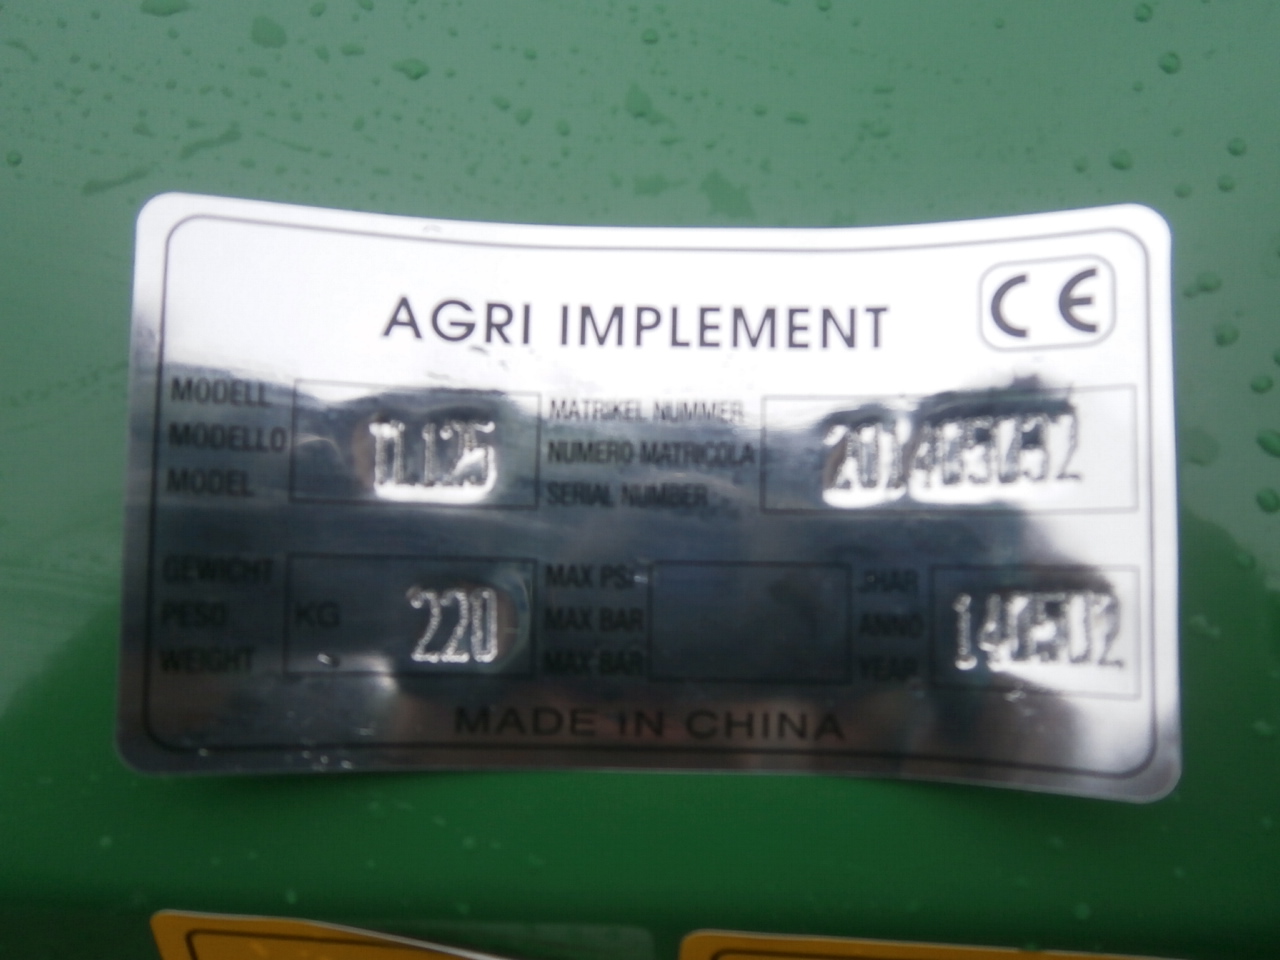 AGRI IMPLEMENT
CE
MODELL
MODELLO
MODEL
TL125
MATRIKEL NUMMER
NUMERO MATRICOLA
SERIAL NUMBER
GEWICHT
PESO.
WEIGHT
KG 220
MAX PS.
MAX BAR
MAX BAR
ANNO
YEAR
140502
MADE IN CHINA